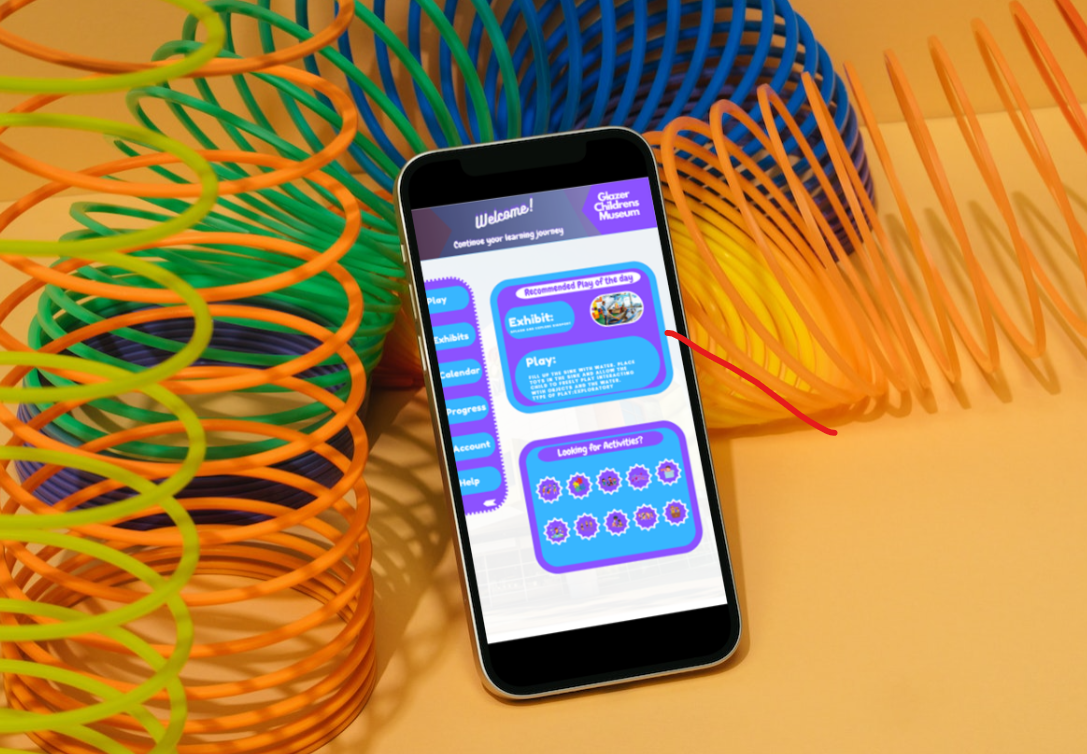 Welcome!
Continue your learning journey
Glazer
Childrens
Museum
Play
Exhibits
Calendar
Progress
Account
Help
Recommended Play of the day
Exhibit:
Play:
FILL UP THE SINK WITH WATER. PLACE
TOYS IN THE SINK AND ALLOW THE
CHILD TO FREELY PLAY INTERACTING
WITH OBJECTS AND THE WATER.
TYPE OF PLAY:EXPLORATORY
Looking for Activities?